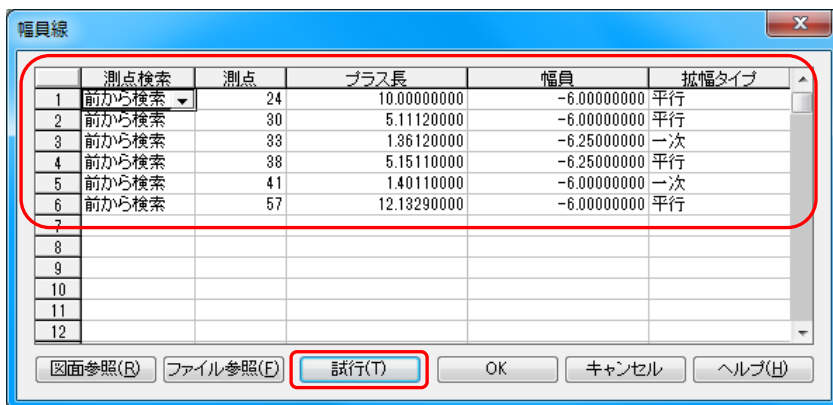 幅員線
測点検索 測点 プラス長 幅員 拡幅タイプ
1 前から検索 24 10.00000000 -6.00000000 平行
2 前から検索 30 5.11120000 -6.00000000 平行
3 前から検索 33 1.36120000 -6.25000000 一次
4 前から検索 38 5.15110000 -6.25000000 平行
5 前から検索 41 1.40110000 -6.00000000 一次
6 前から検索 57 12.13290000 -6.00000000 平行
7
8
9
10
11
12
図面参照(R) ファイル参照(F) 試行(T) OK キャンセル ヘルプ(H)